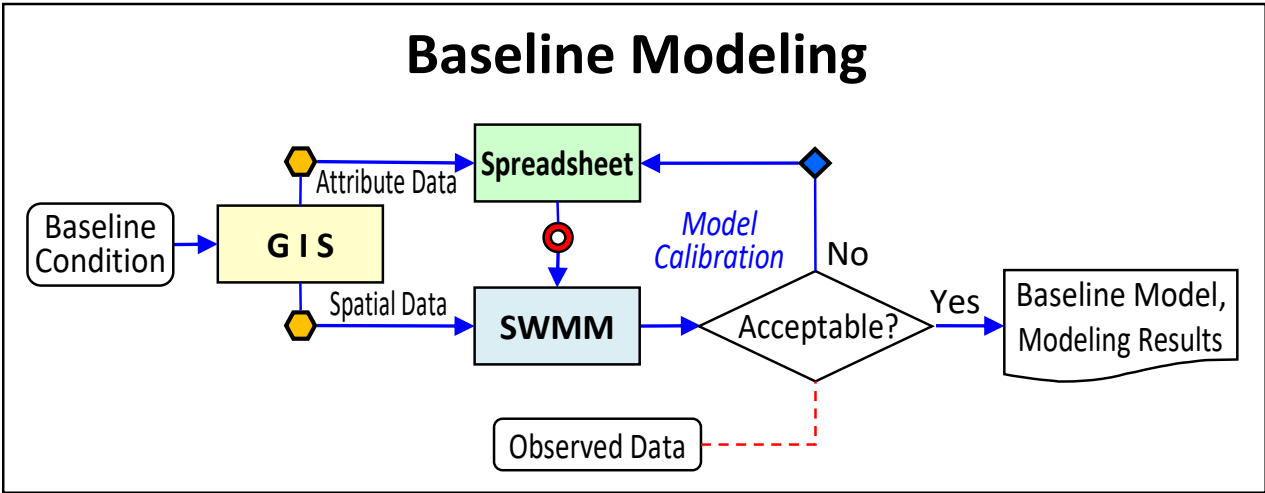 Baseline Modeling
Spreadsheet
Attribute Data
Baseline
Condition
G I S
Model
Calibration
No
Spatial Data
SWMM
Acceptable?
Yes
Baseline Model,
Modeling Results
Observed Data